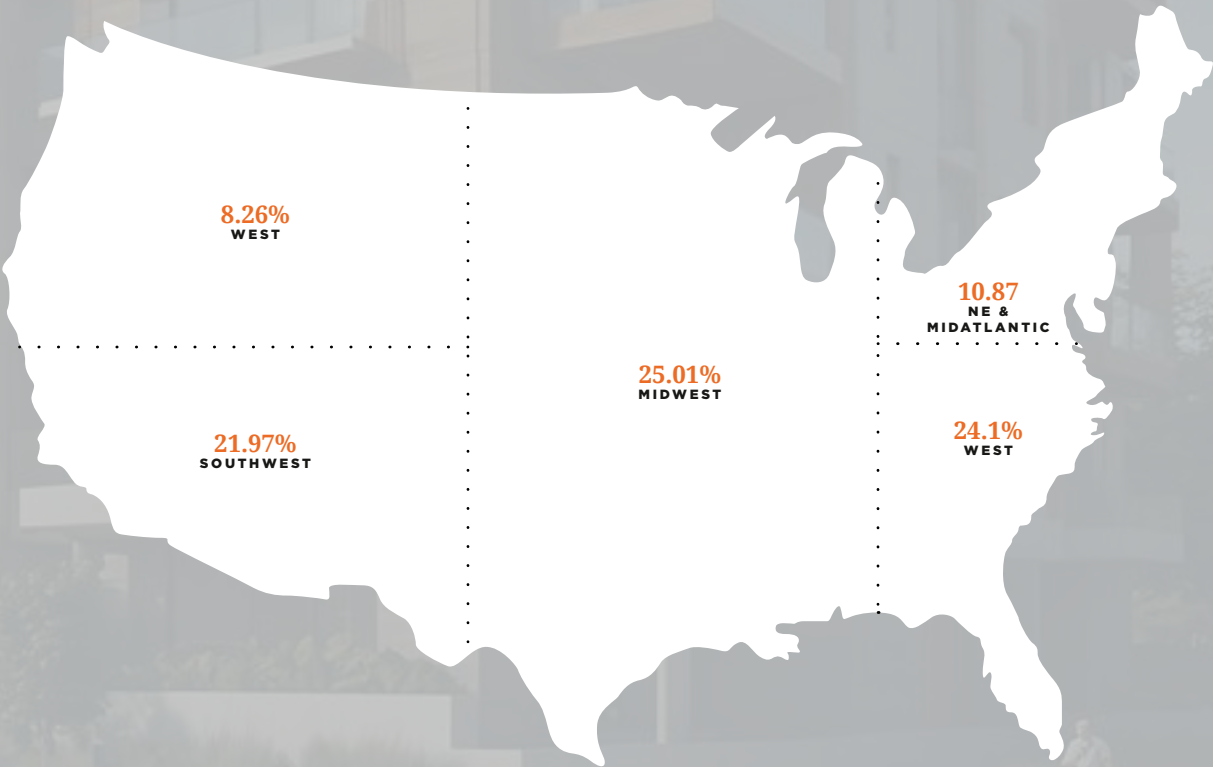 8.26%
WEST
10.87
NE &
MIDATLANTIC
25.01%
MIDWEST
24.1%
WEST
21.97%
SOUTHWEST